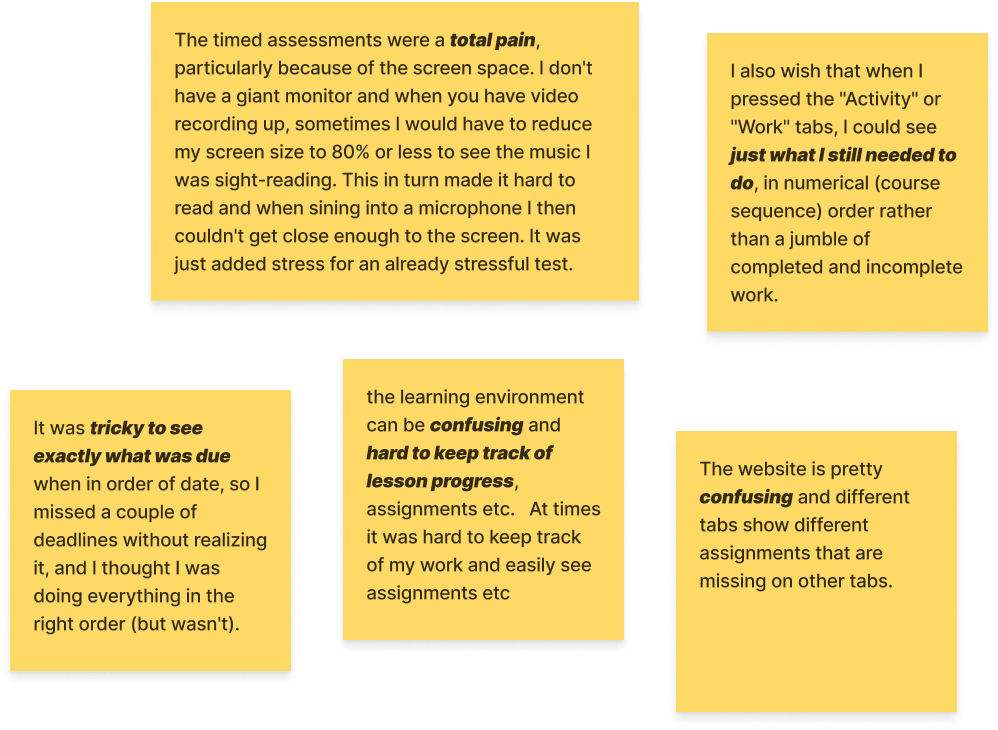 The timed assessments were a total pain,
particularly because of the screen space. I don't
have a giant monitor and when you have video
recording up, sometimes I would have to reduce
my screen size to 80% or less to see the music I
was sight-reading. This in turn made it hard to
read and when sining into a microphone I then
couldn't get close enough to the screen. It was
just added stress for an already stressful test.
I also wish that when I
pressed the "Activity" or
"Work" tabs, I could see
just what I still needed to
do, in numerical (course
sequence) order rather
than a jumble of
completed and incomplete
work.
It was tricky to see
exactly what was due
when in order of date, so I
missed a couple of
deadlines without realizing
it, and I thought I was
doing everything in the
right order (but wasn't).
the learning environment
can be confusing and
hard to keep track of
lesson progress,
assignments etc.   At times
it was hard to keep track
of my work and easily see
assignments etc
The website is pretty
confusing and different
tabs show different
assignments that are
missing on other tabs.